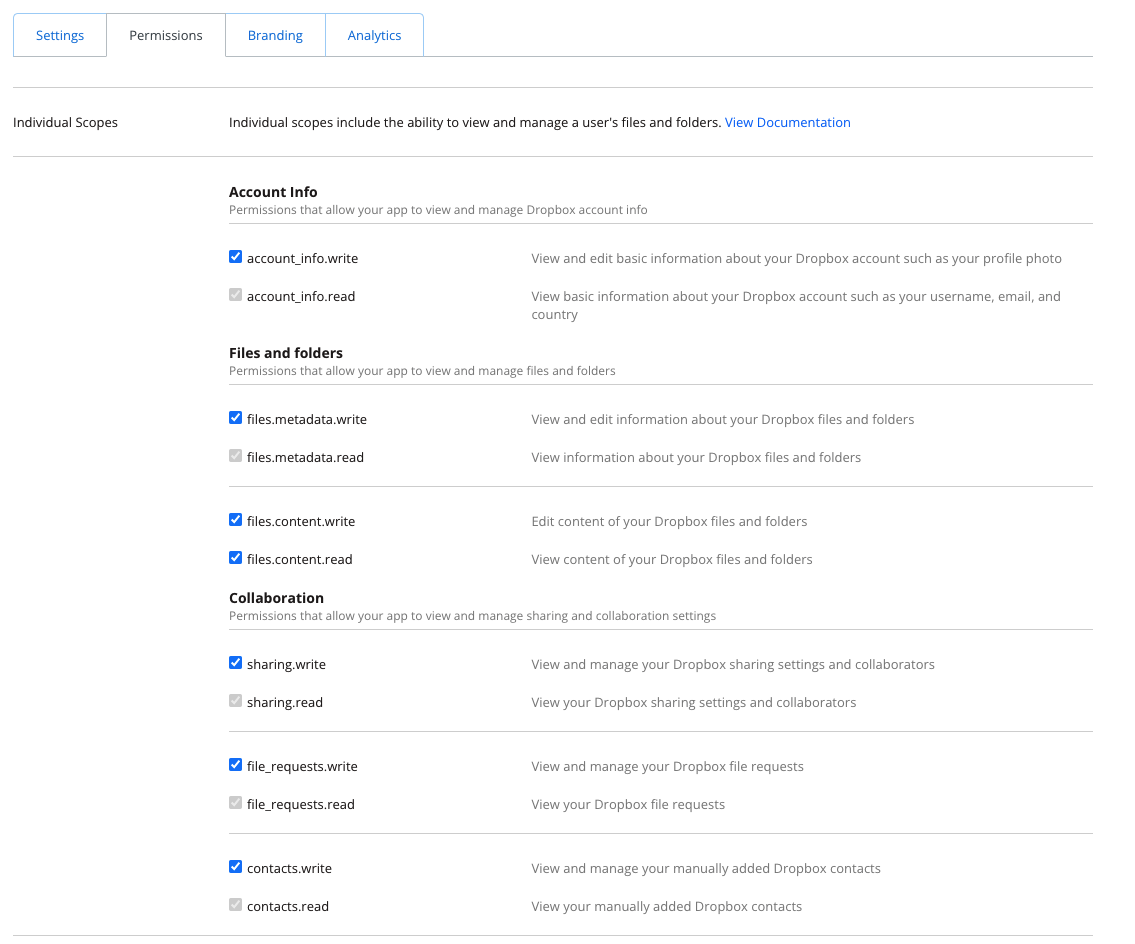 Settings
Permissions
Branding
Analytics
Individual Scopes
Individual scopes include the ability to view and manage a user's files and folders. View Documentation
Account Info
Permissions that allow your app to view and manage Dropbox account info
account_info.write
View and edit basic information about your Dropbox account such as your profile photo
account_info.read
View basic information about your Dropbox account such as your username, email, and
country
Files and folders
Permissions that allow your app to view and manage files and folders
files.metadata.write
View and edit information about your Dropbox files and folders
files.metadata.read
View information about your Dropbox files and folders
files.content.write
Edit content of your Dropbox files and folders
files.content.read
View content of your Dropbox files and folders
Collaboration
Permissions that allow your app to view and manage sharing and collaboration settings
sharing.write
View and manage your Dropbox sharing settings and collaborators
sharing.read
View your Dropbox sharing settings and collaborators
file_requests.write
View and manage your Dropbox file requests
file_requests.read
View your Dropbox file requests
contacts.write
View and manage your manually added Dropbox contacts
contacts.read
View your manually added Dropbox contacts